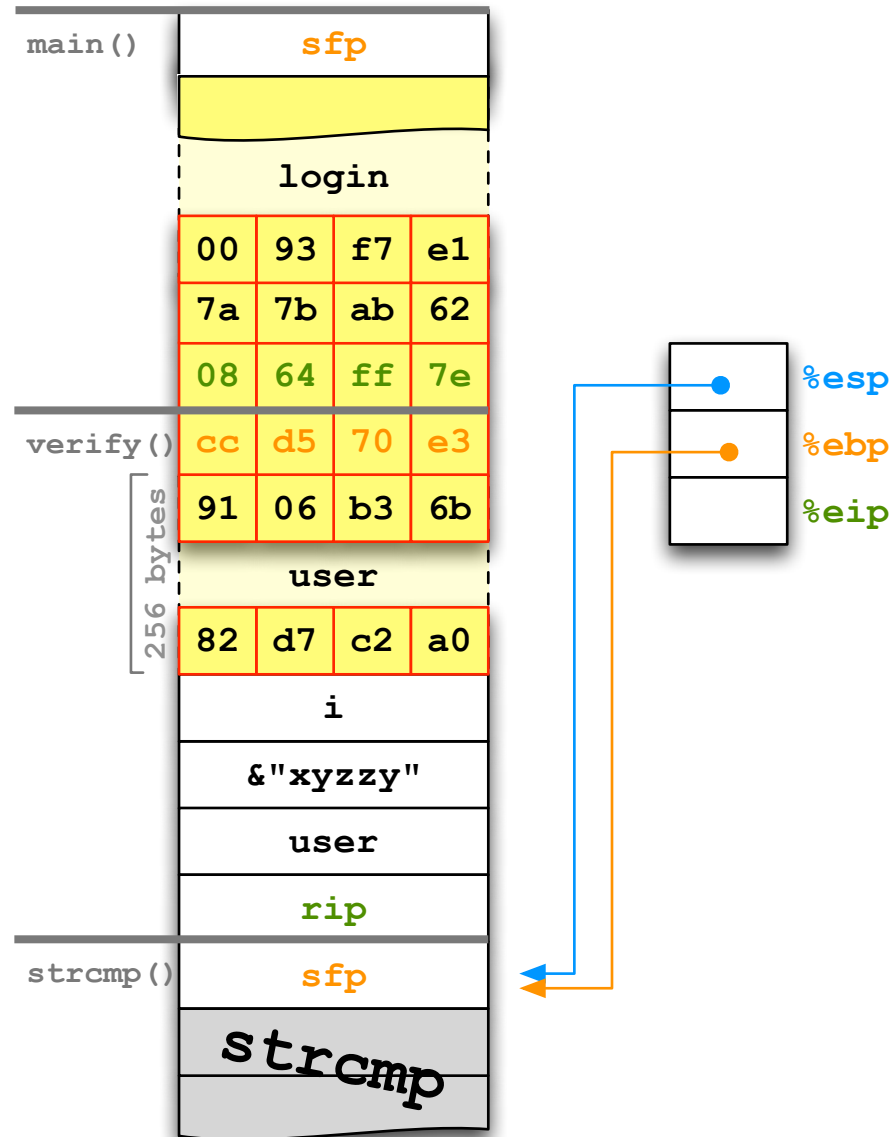 main() sfp
login
00 93 f7 e1
7a 7b ab 62
08 64 ff 7e
%esp
verify() cc d5 70 e3
%ebp
91 06 b3 6b
%eip
256 bytes
user
82 d7 c2 a0
i
&"xyzzy"
user
rip
strcmp() sfp
strcmp